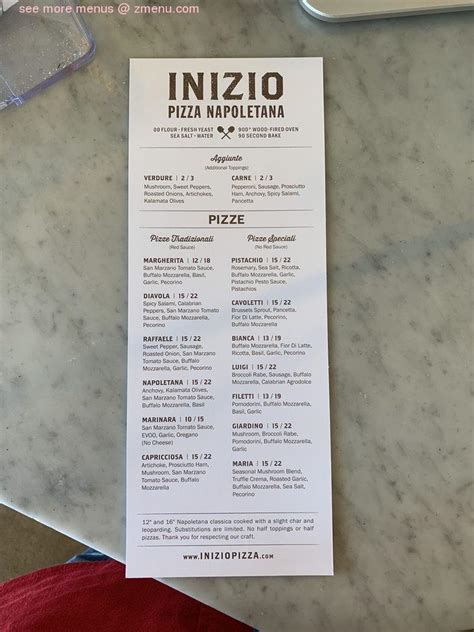 see more menus @ zmenu.com
INIZIO
PIZZA NAPOLETANA
00 FLOUR · FRESH YEAST
SEA SALT · WATER
900° WOOD-FIRED OVEN
90 SECOND BAKE
Aggiunte
(Additional Toppings)
VERDURE | 2 / 3
Mushroom, Sweet Peppers,
Roasted Onions, Artichokes,
Kalamata Olives
CARNE | 2 / 3
Pepperoni, Sausage, Prosciutto
Ham, Anchovy, Spicy Salami,
Pancetta
PIZZE
Pizze Tradizionali
(Red Sauce)
MARGHERITA | 12 / 18
San Marzano Tomato Sauce,
Buffalo Mozzarella, Basil,
Garlic, Pecorino
DIAVOLA | 15 / 22
Spicy Salami, Calabrian
Peppers, San Marzano Tomato
Sauce, Buffalo Mozzarella,
Pecorino
RAFFAELE | 15 / 22
Sweet Pepper, Sausage,
Roasted Onion, San Marzano
Tomato Sauce, Buffalo
Mozzarella, Garlic, Pecorino
NAPOLETANA | 15 / 22
Anchovy, Kalamata Olives, San
Marzano Tomato Sauce, Buffalo
Mozzarella, Basil
MARINARA | 10 / 15
San Marzano Tomato Sauce,
EVOO, Garlic, Oregano
(No Cheese)
CAPRICCIOSA | 15 / 22
Artichoke, Prosciutto Ham,
Mushroom, San Marzano
Tomato Sauce, Buffalo
Mozzarella
Pizze Speciali
(No Red Sauce)
PISTACHIO | 15 / 22
Rosemary, Sea Salt, Ricotta,
Buffalo Mozzarella, Garlic,
Pistachio Pesto Sauce,
Pistachios
CAVOLETTI | 15 / 22
Brussels Sprout, Pancetta,
Fior Di Latte, Pecorino,
Garlic
BIANCA | 13 / 19
Buffalo Mozzarella, Fior Di Latte,
Ricotta, Basil, Garlic, Pecorino
LUIGI | 15 / 22
Broccoli Rabe, Sausage, Buffalo
Mozzarella, Calabrian Agrodolce
FILETTI | 13 / 19
Pomodorini, Buffalo Mozzarella,
Basil, Garlic
GIARDINO | 15 / 22
Mushroom, Broccoli Rabe,
Pomodorini, Buffalo Mozzarella,
Garlic
MARIA | 15 / 22
Seasonal Mushroom Blend,
Truffle Crema, Roasted Garlic,
Buffalo Mozzarella, Sea Salt,
Pecorino
12" and 16" Napoletana classica cooked with a slight char and
leoparding. Substitutions are limited. No half toppings or half
pizzas. Thank you for respecting our craft.
WWW.INIZIOPIZZA.COM